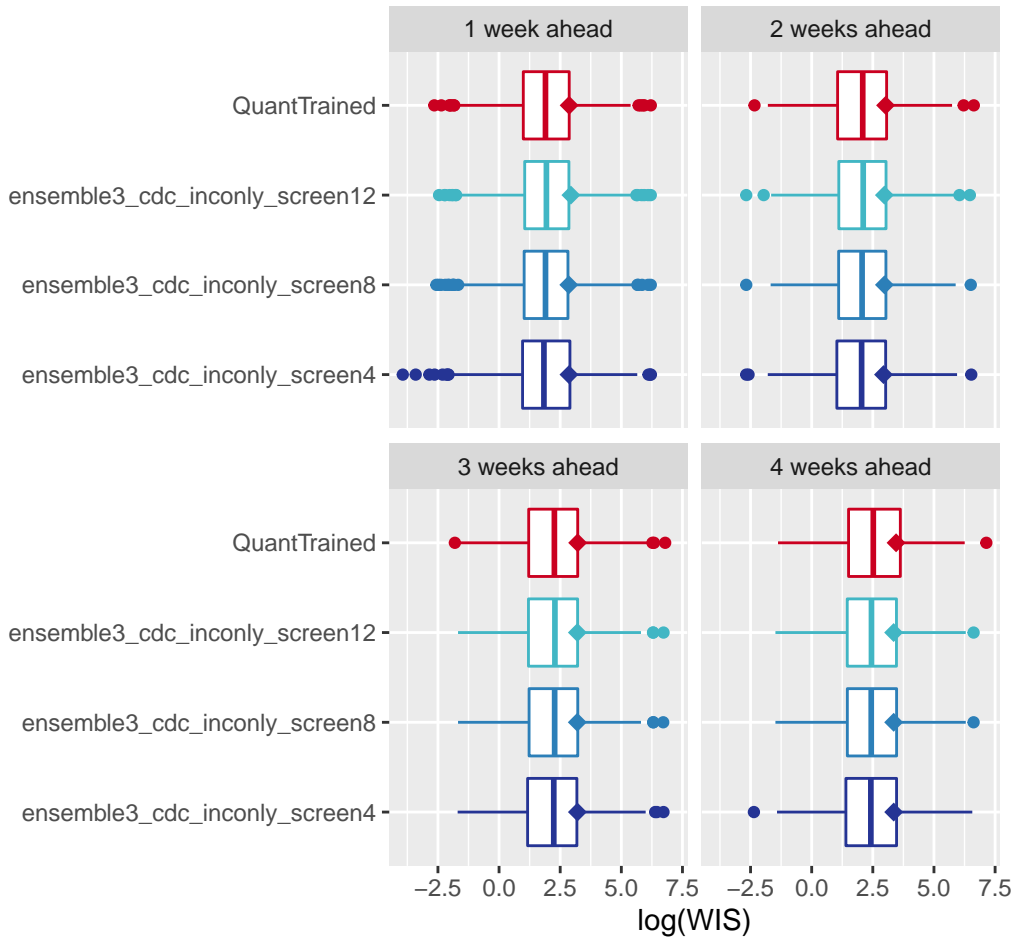 1 week ahead
2 weeks ahead
QuantTrained
ensemble3_cdc_inconly_screen12
ensemble3_cdc_inconly_screen8
ensemble3_cdc_inconly_screen4
3 weeks ahead
4 weeks ahead
QuantTrained
ensemble3_cdc_inconly_screen12
ensemble3_cdc_inconly_screen8
ensemble3_cdc_inconly_screen4
−2.5 0.0 2.5 5.0 7.5
−2.5 0.0 2.5 5.0 7.5
log(WIS)